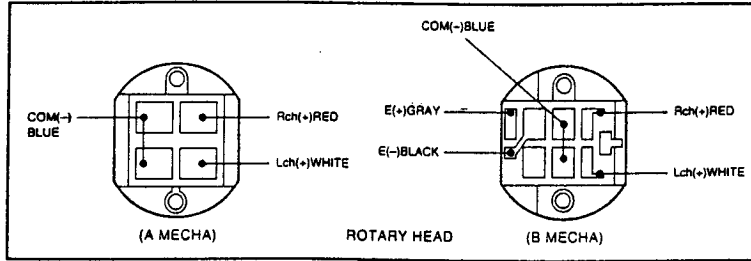 COM(-)BLUE
COM(-)
BLUE
Rch(+)RED
Lch(+)WHITE
E(+)GRAY
E(-)BLACK
Rch(+)RED
Lch(+)WHITE
(A MECHA)
ROTARY HEAD
(B MECHA)